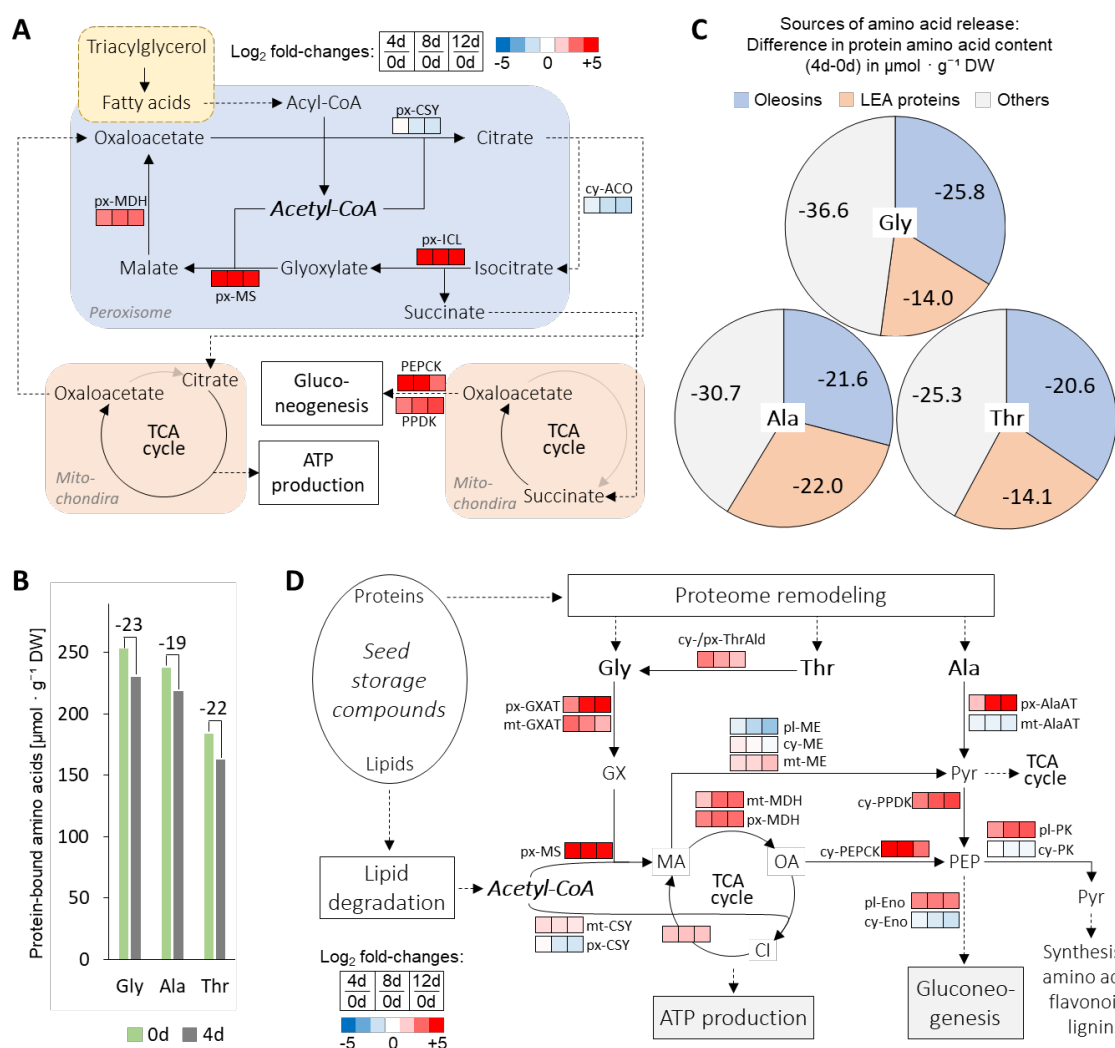 A
Triacylglycerol
Fatty acids
Log2 fold-changes:
4d 8d 12d
0d 0d 0d
-5 0 +5
Acyl-CoA
px-CSY
Oxaloacetate
Citrate
px-MDH
Acetyl-CoA
cy-ACO
px-ICL
Malate
Glyoxylate
Isocitrate
px-MS
Succinate
Peroxisome
Oxaloacetate
Citrate
TCA
cycle
Mito-
chondira
Gluco-
neogenesis
ATP
production
PEPCK
PPDK
Oxaloacetate
TCA
cycle
Succinate
Mito-
chondira
C
Sources of amino acid release:
Difference in protein amino acid content
(4d-0d) in µmol · g⁻¹ DW
Oleosins LEA proteins Others
-36.6
-25.8
Gly
-14.0
-30.7
-21.6
Ala
-22.0
-25.3
-20.6
Thr
-14.1
B
Protein-bound amino acids [µmol · g⁻¹ DW]
250
200
150
100
50
0
-23
-19
-22
Gly Ala Thr
0d 4d
D
Proteins
Seed
storage
compounds
Lipids
Lipid
degradation
Log2 fold-changes:
4d 8d 12d
0d 0d 0d
-5 0 +5
Proteome remodeling
cy-/px-ThrAld
Gly
Thr
Ala
px-GXAT
mt-GXAT
px-AlaAT
mt-AlaAT
pl-ME
cy-ME
mt-ME
GX
Pyr
TCA
cycle
mt-MDH
px-MDH
cy-PPDK
pl-PK
cy-PK
px-MS
MA
OA
cy-PEPCK
PEP
Acetyl-CoA
TCA
cycle
pl-Eno
cy-Eno
Pyr
mt-CSY
px-CSY
CI
ATP production
Gluconeo-
genesis
Synthesis
amino